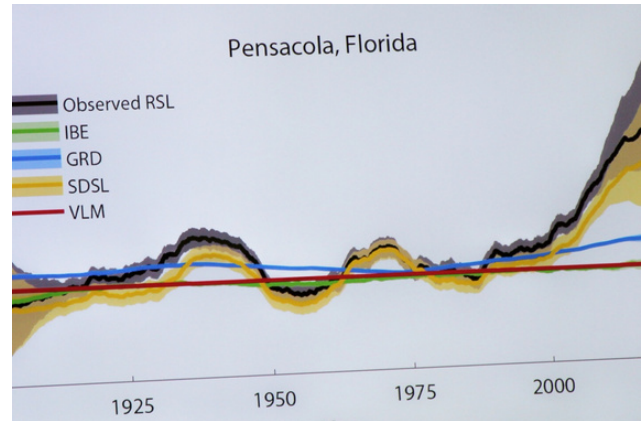 Pensacola, Florida
Observed RSL
IBE
GRD
SDSL
VLM
1925
1950
1975
2000